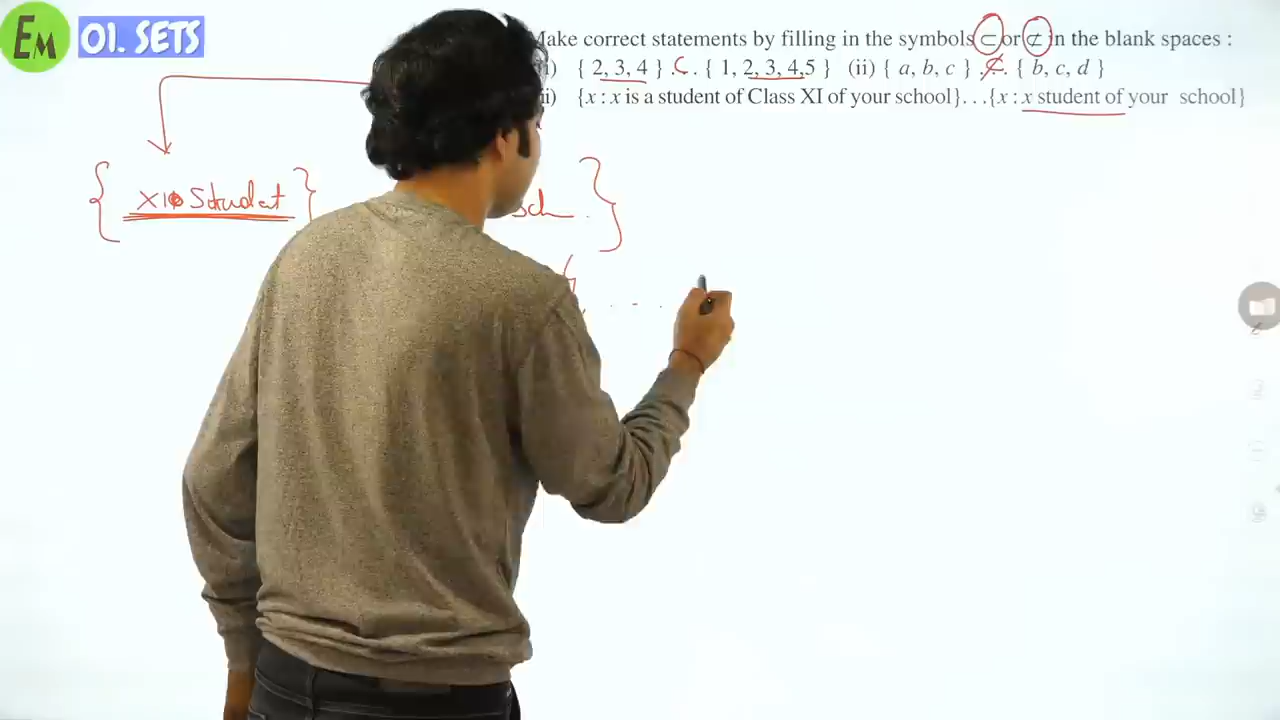 EM 01. SETS
Make correct statements by filling in the symbols ⊂ or ⊄ in the blank spaces :
i) { 2, 3, 4 } . ⊂ . { 1, 2, 3, 4,5 } (ii) { a, b, c } . ⊄ . . { b, c, d }
ii) {x : x is a student of Class XI of your school} . . . {x : x student of your school}
{ XI Student } sch . }